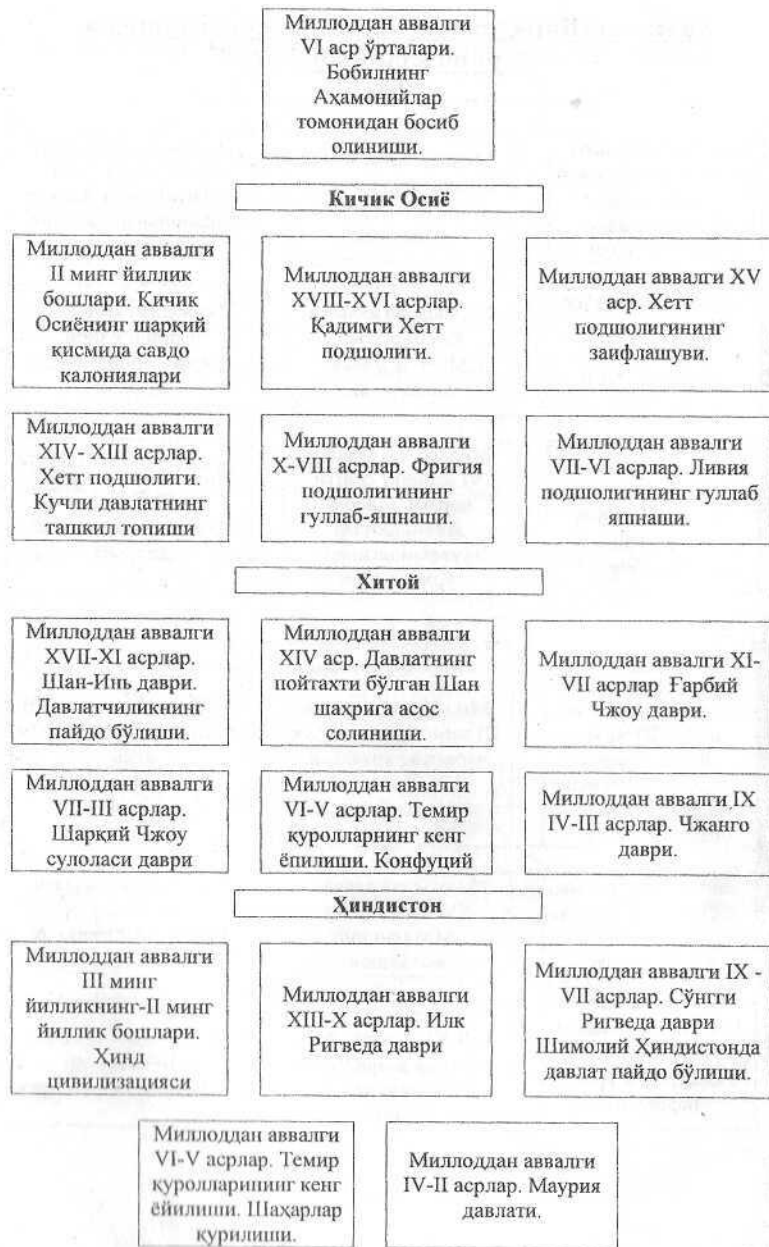 Миллоддан аввалги
VI аср ўрталари.
Бобилнинг
Аҳамонийлар
томонидан босиб
олиниши.
Кичик Осиё
Миллоддан аввалги
II минг йиллик
бошлари. Кичик
Осиёнинг шарқий
қисмида савдо
калониялари
Миллоддан аввалги
XVIII-XVI асрлар.
Қадимги Хетт
подшолиги.
Миллоддан аввалги XV
аср. Хетт
подшолигининг
заифлашуви.
Миллоддан аввалги
XIV- XIII асрлар.
Хетт подшолиги.
Кучли давлатнинг
ташкил топиши
Миллоддан аввалги
X-VIII асрлар. Фригия
подшолигининг
гуллаб-яшнаши.
Миллоддан аввалги
VII-VI асрлар. Ливия
подшолигининг гуллаб
яшнаши.
Хитой
Миллоддан аввалги
XVII-XI асрлар.
Шан-Инь даври.
Давлатчиликнинг
пайдо бўлиши.
Миллоддан аввалги
XIV аср. Давлатнинг
пойтахти бўлган Шан
шаҳрига асос
солиниши.
Миллоддан аввалги XI-
VII асрлар Ғарбий
Чжоу даври.
Миллоддан аввалги
VII-III асрлар.
Шарқий Чжоу
сулоласи даври
Миллоддан аввалги
VI-V асрлар. Темир
қуролларнинг кенг
ёпилиши. Конфуций
Миллоддан аввалги IX
IV-III асрлар. Чжанго
даври.
Ҳиндистон
Миллоддан аввалги
III минг
йилликнинг-II минг
йиллик бошлари.
Ҳинд
цивилизацияси
Миллоддан аввалги
XIII-X асрлар. Илк
Ригведа даври
Миллоддан аввалги IX -
VII асрлар. Сўнгги
Ригведа даври
Шимолий Ҳиндистонда
давлат пайдо бўлиши.
Миллоддан аввалги
VI-V асрлар. Темир
қуролларининг кенг
ёйилиши. Шаҳарлар
қурилиши.
Миллоддан аввалги
IV-II асрлар. Маурия
давлати.